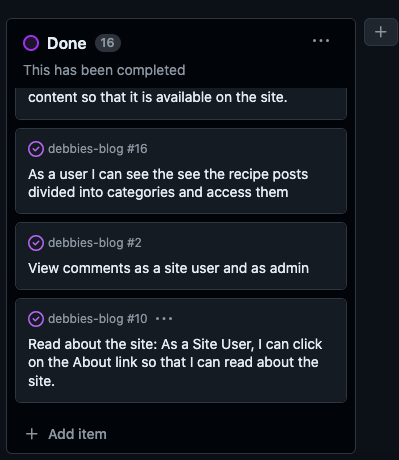 Done 16
This has been completed
content so that it is available on the site.
debbies-blog #16
As a user I can see the see the recipe posts
divided into categories and access them
debbies-blog #2
View comments as a site user and as admin
debbies-blog #10
Read about the site: As a Site User, I can click
on the About link so that I can read about the
site.
+ Add item